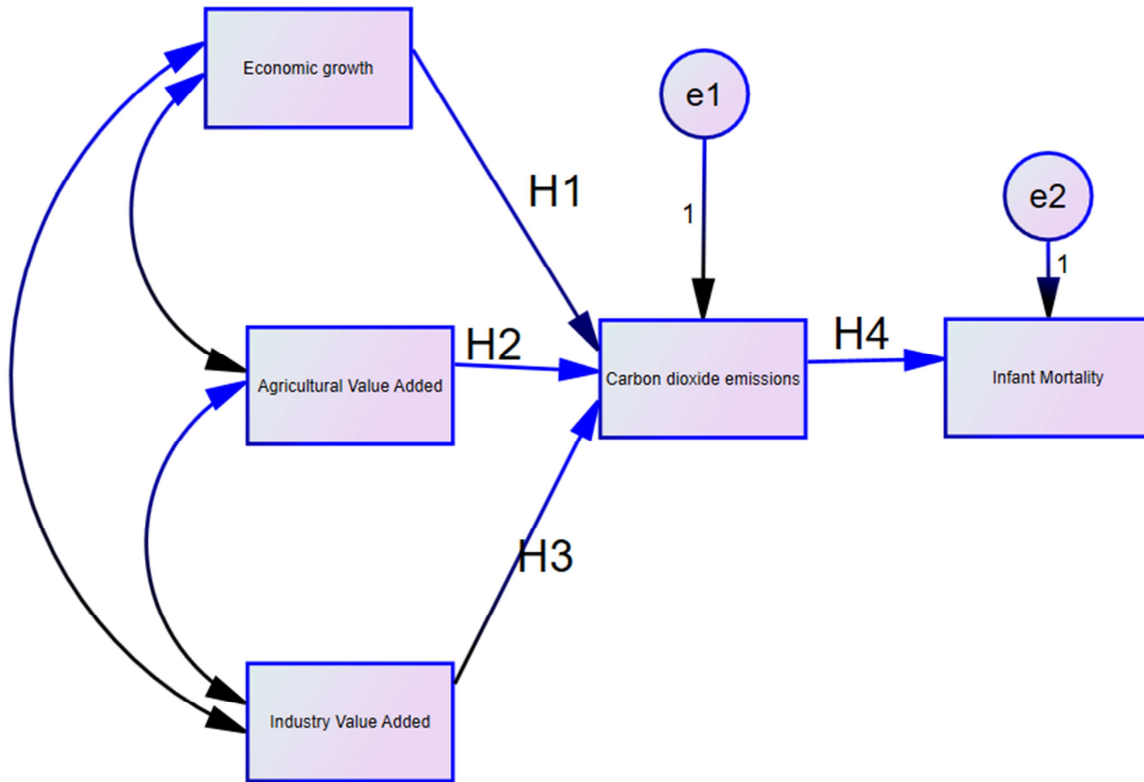 Economic growth
e1
e2
H1
1
1
H2
H4
Agricultural Value Added
Carbon dioxide emissions
Infant Mortality
H3
Industry Value Added